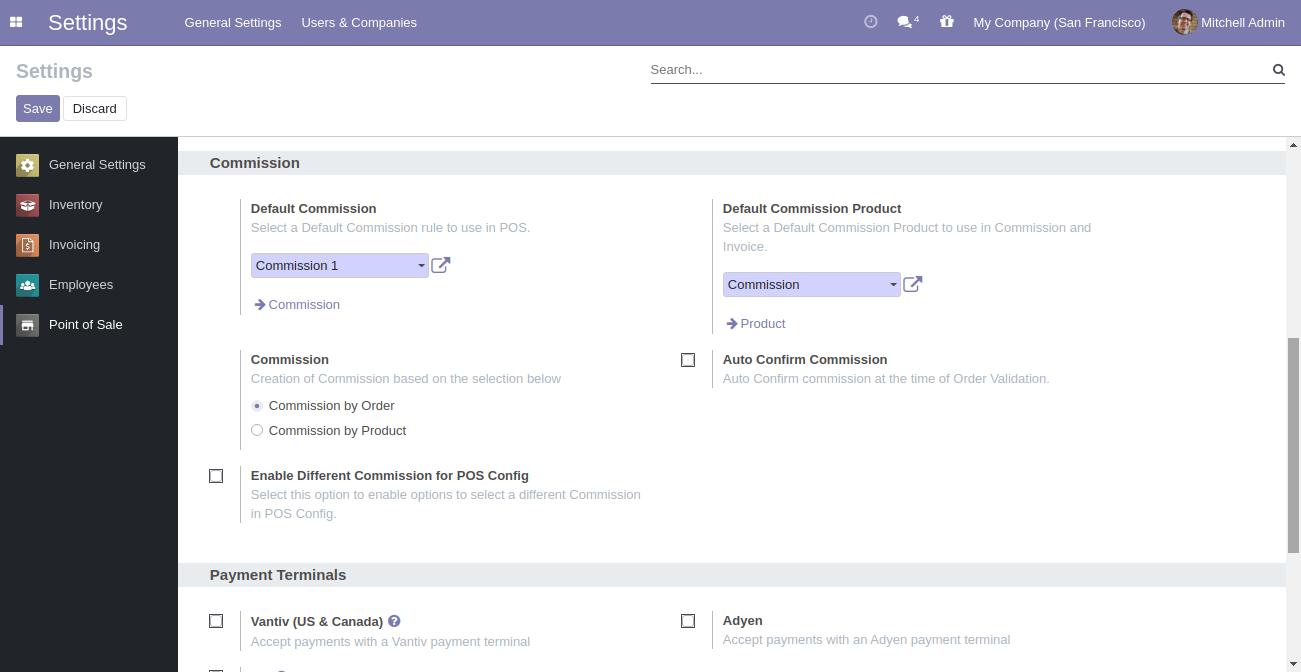 Settings
General Settings
Users & Companies
4
My Company (San Francisco)
Mitchell Admin
Settings
Search...
Save
Discard
General Settings
Inventory
Invoicing
Employees
Point of Sale
Commission
Default Commission
Select a Default Commission rule to use in POS.
Commission 1
Commission
Default Commission Product
Select a Default Commission Product to use in Commission and
Invoice.
Commission
Product
Commission
Creation of Commission based on the selection below
Commission by Order
Commission by Product
Auto Confirm Commission
Auto Confirm commission at the time of Order Validation.
Enable Different Commission for POS Config
Select this option to enable options to select a different Commission
in POS Config.
Payment Terminals
Vantiv (US & Canada) ?
Accept payments with a Vantiv payment terminal
Adyen
Accept payments with an Adyen payment terminal